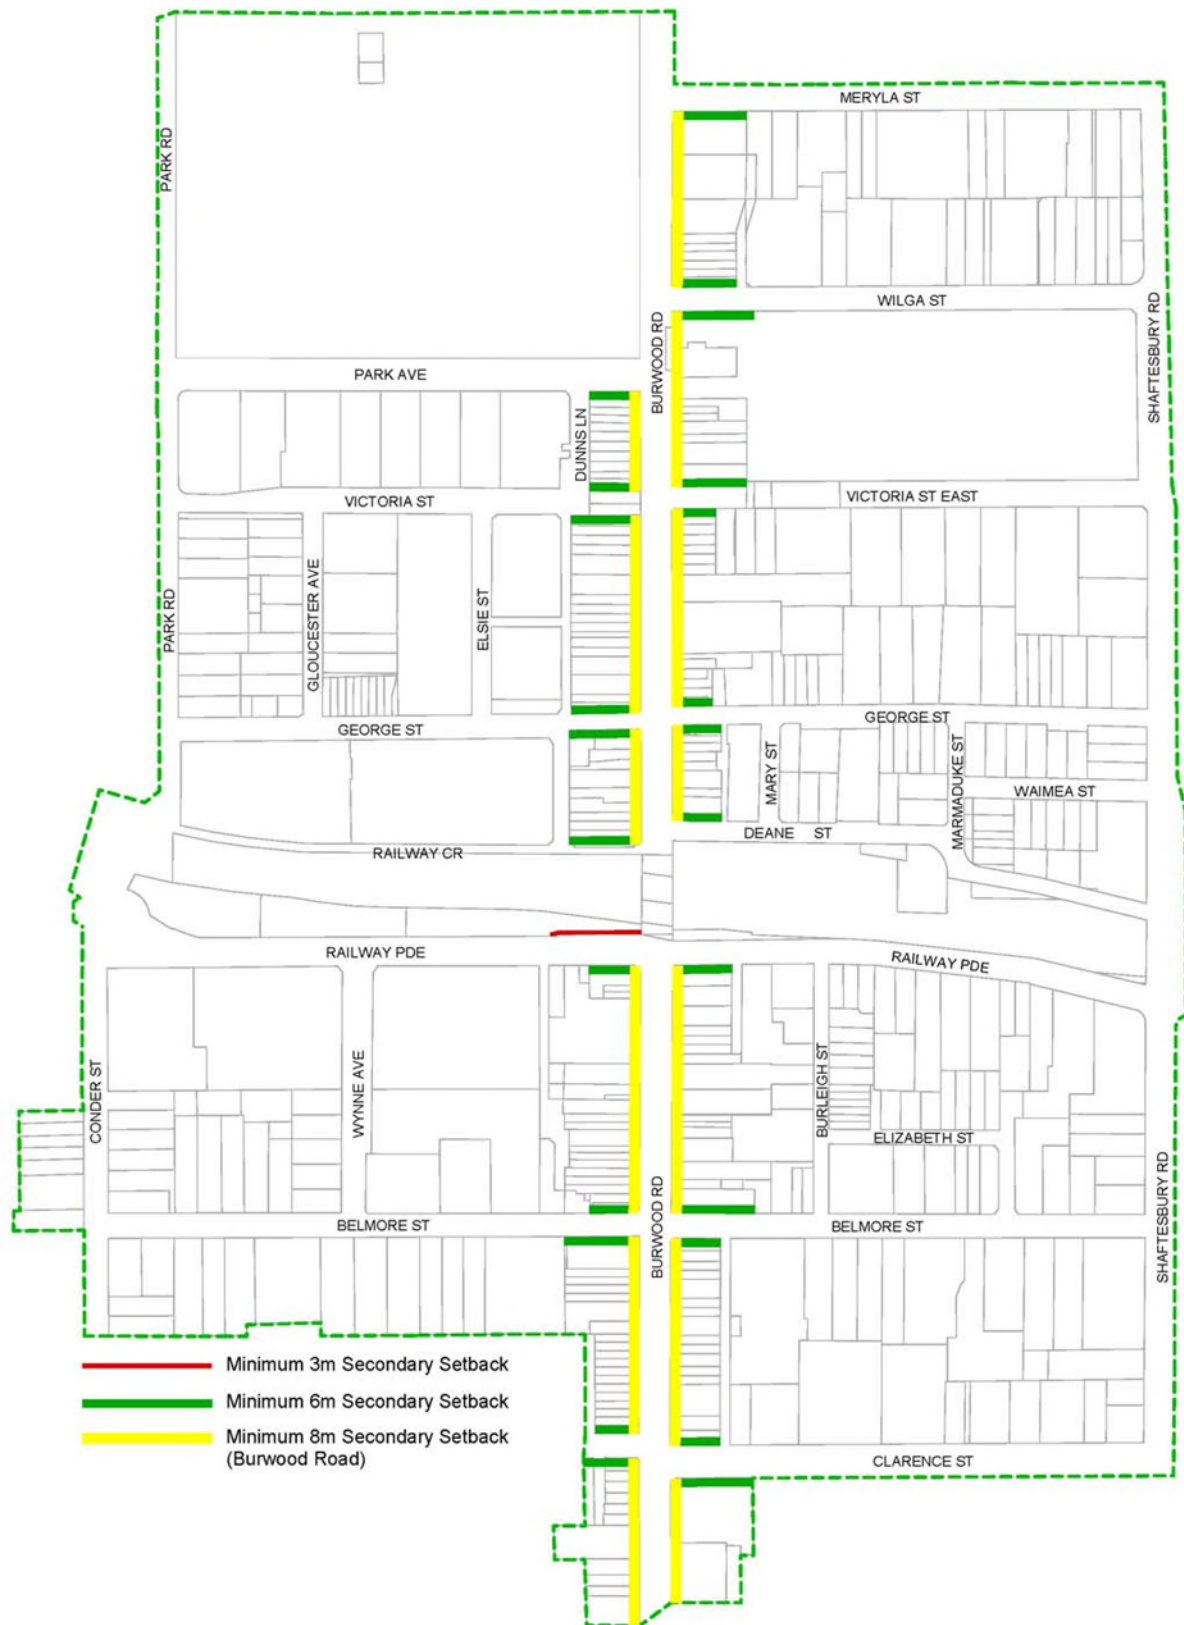 MERYLA ST
PARK RD
WILGA ST
BURWOOD RD
SHAFTESBURY RD
PARK AVE
DUNNS LN
VICTORIA ST
VICTORIA ST EAST
PARK RD
GLOUCESTER AVE
ELSIE ST
GEORGE ST
GEORGE ST
MARY ST
MARMADUKE ST
WAIMEA ST
DEANE ST
RAILWAY CR
RAILWAY PDE
RAILWAY PDE
CONDER ST
WYNNE AVE
BURLEIGH ST
ELIZABETH ST
BURWOOD RD
SHAFTESBURY RD
BELMORE ST
BELMORE ST
Minimum 3m Secondary Setback
Minimum 6m Secondary Setback
Minimum 8m Secondary Setback
(Burwood Road)
CLARENCE ST